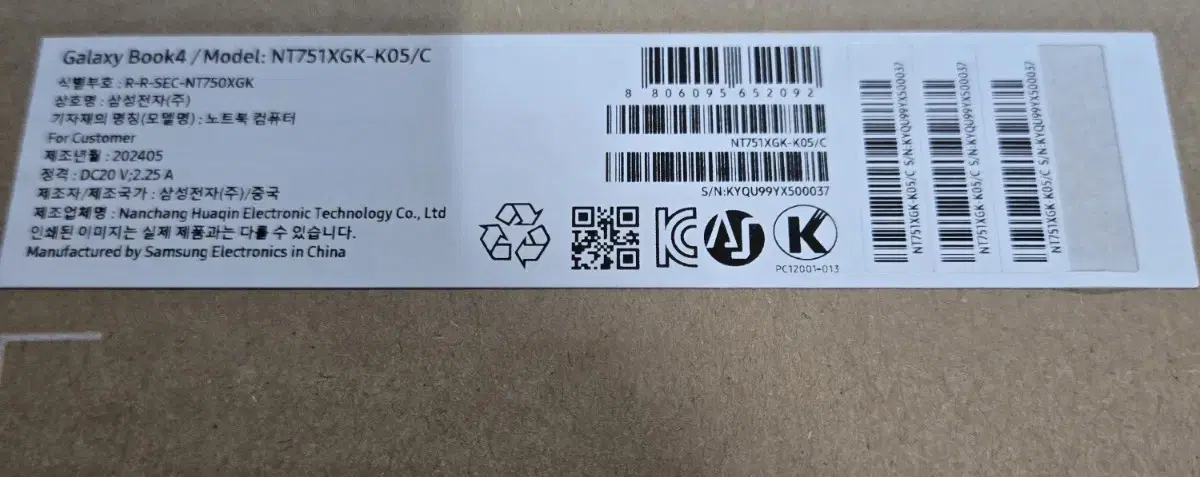 Galaxy Book4 / Model: NT751XGK-K05/C
식별부호 : R-R-SEC-NT750XGK
상호명 : 삼성전자(주)
기자재의 명칭(모델명) : 노트북 컴퓨터
For Customer
제조년월 : 202405
정격 : DC20 V;2.25 A
제조자/제조국가 : 삼성전자(주)/중국
제조업체명 : Nanchang Huaqin Electronic Technology Co., Ltd
인쇄된 이미지는 실제 제품과는 다를 수 있습니다.
Manufactured by Samsung Electronics in China
8 806095 652092
NT751XGK-K05/C
S/N:KYQU99YX500037
PC12001-013
NT751XGK-K05/C S/N:KYQU99YX500037
NT751XGK-K05/C S/N:KYQU99YX500037
NT751XGK-K05/C S/N:KYQU99YX500037